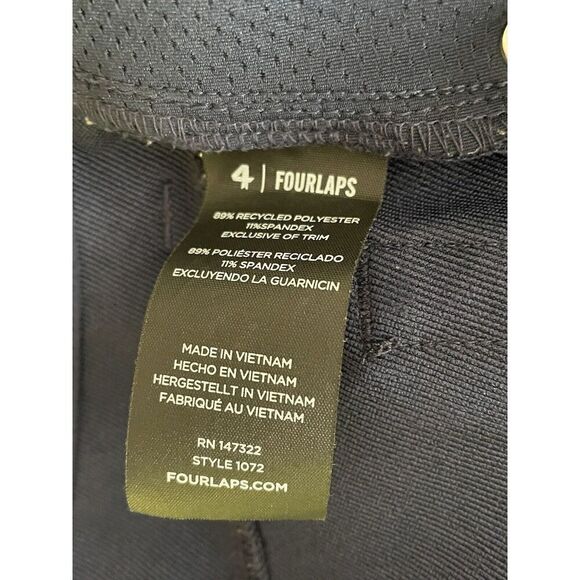 4 | FOURLAPS
89% RECYCLED POLYESTER
11%SPANDEX
EXCLUSIVE OF TRIM
89% POLIÉSTER RECICLADO
11% SPANDEX
EXCLUYENDO LA GUARNICIN
MADE IN VIETNAM
HECHO EN VIETNAM
HERGESTELLT IN VIETNAM
FABRIQUÉ AU VIETNAM
RN 147322
STYLE 1072
FOURLAPS.COM